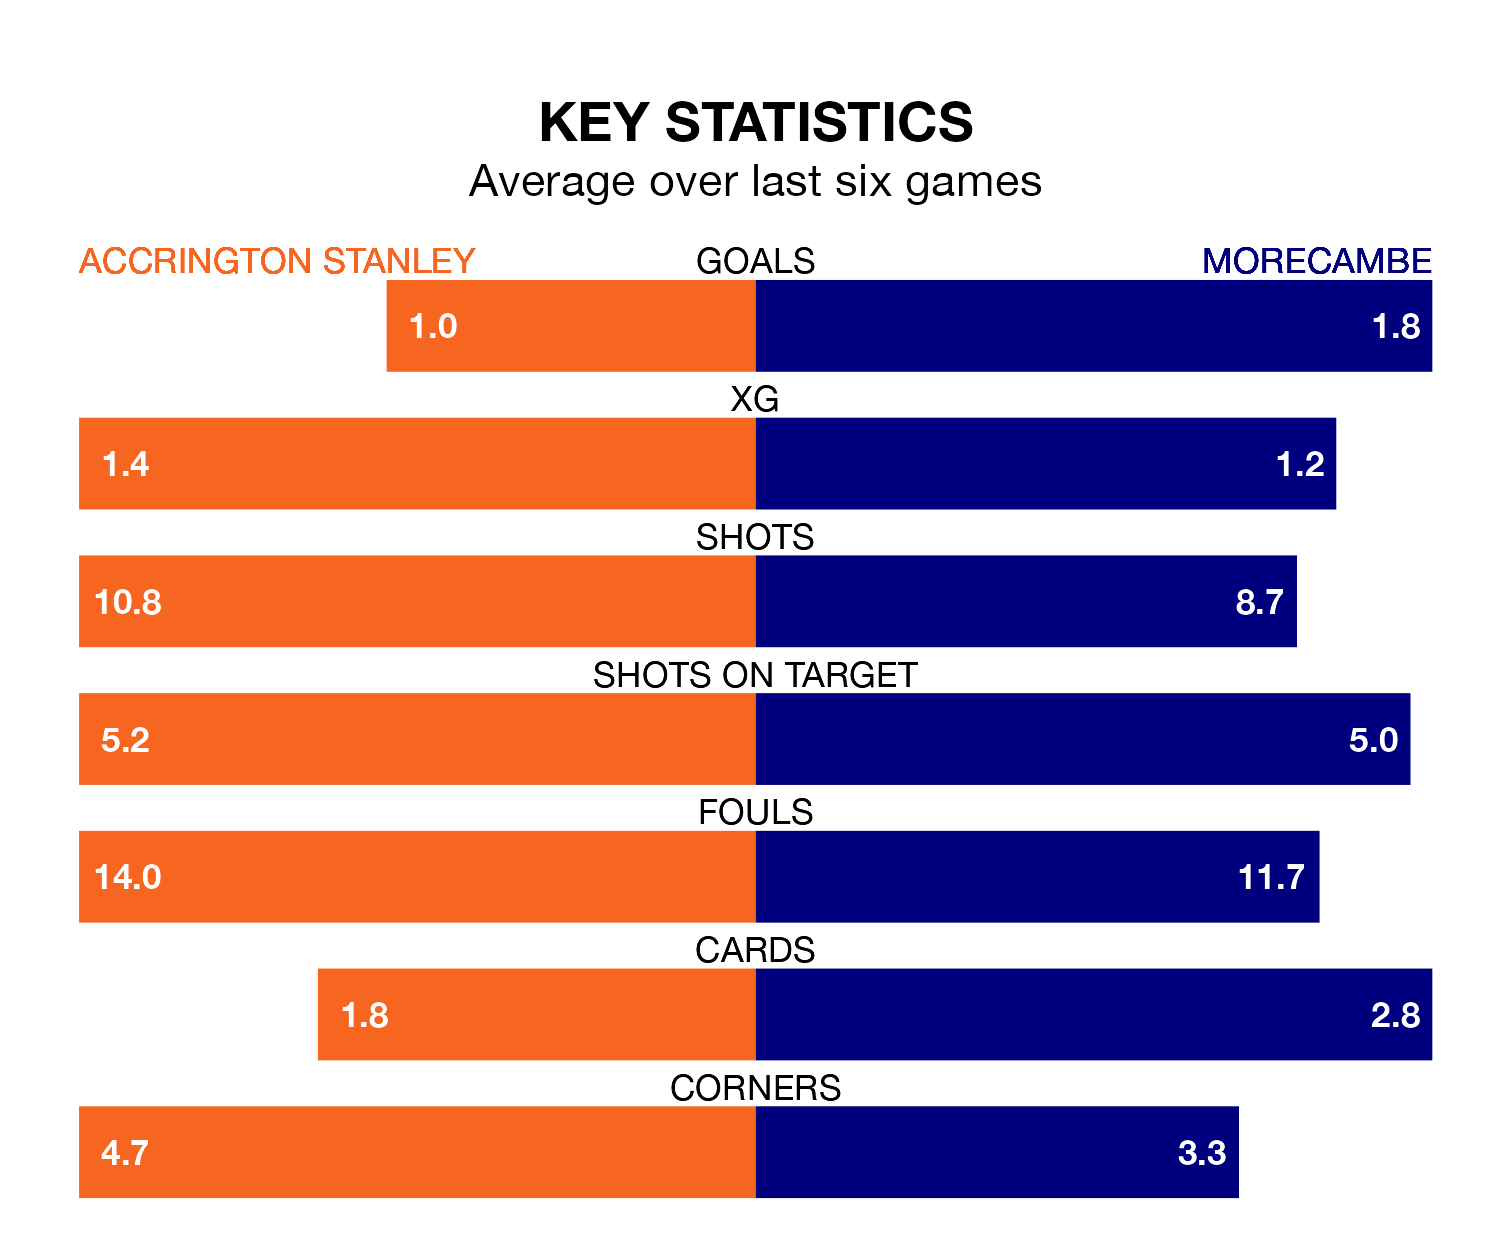 KEY STATISTICS
Average over last six games
ACCRINGTON STANLEY GOALS MORECAMBE
1.0 1.8
XG
1.4 1.2
SHOTS
10.8 8.7
SHOTS ON TARGET
5.2 5.0
FOULS
14.0 11.7
CARDS
1.8 2.8
CORNERS
4.7 3.3